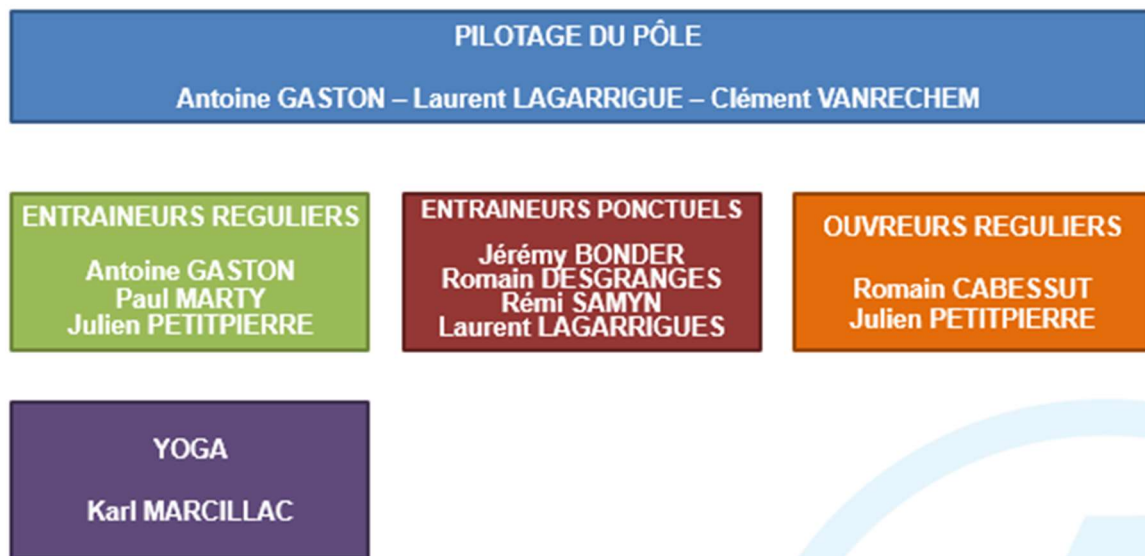 PILOTAGE DU PÔLE
Antoine GASTON – Laurent LAGARRIGUE – Clément VANRECHEM
ENTRAINEURS REGULIERS
Antoine GASTON
Paul MARTY
Julien PETITPIERRE
ENTRAINEURS PONCTUELS
Jérémy BONDER
Romain DESGRANGES
Rémi SAMYN
Laurent LAGARRIGUES
OUVREURS REGULIERS
Romain CABESSUT
Julien PETITPIERRE
YOGA
Karl MARCILLAC